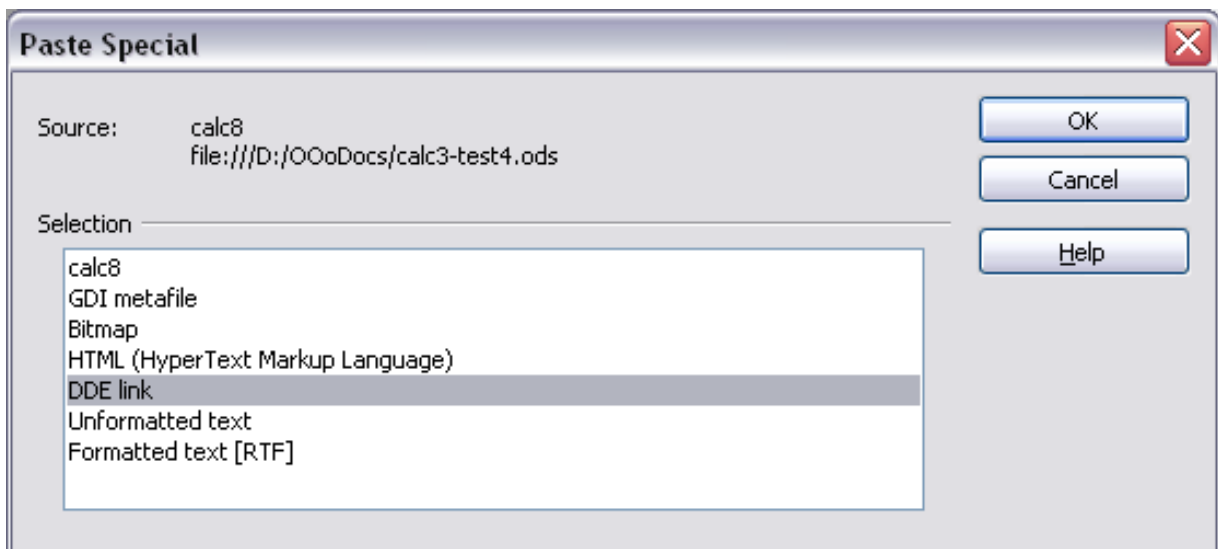 Paste Special
Source: calc8
file:///D:/OOoDocs/calc3-test4.ods
OK
Cancel
Help
Selection
calc8
GDI metafile
Bitmap
HTML (HyperText Markup Language)
DDE link
Unformatted text
Formatted text [RTF]